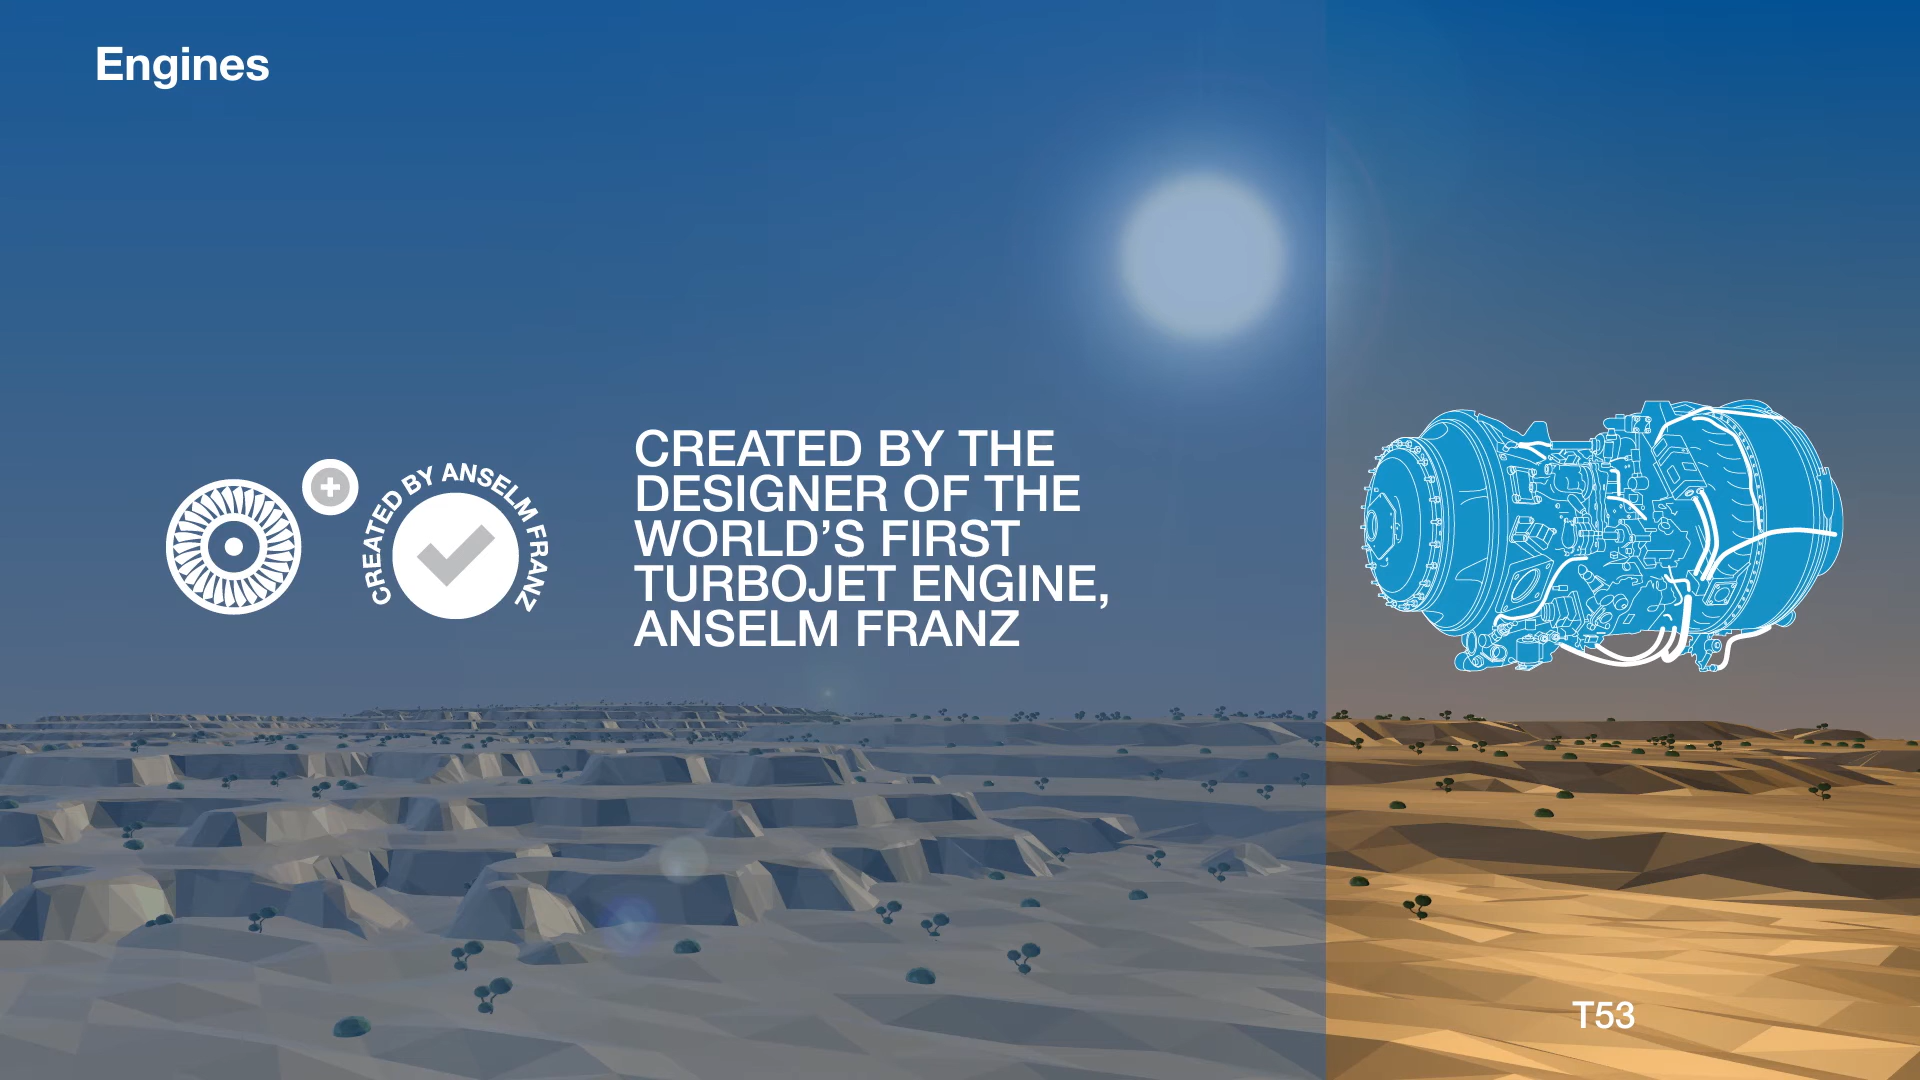 Engines
CREATED BY ANSELM FRANZ
CREATED BY THE
DESIGNER OF THE
WORLD’S FIRST
TURBOJET ENGINE,
ANSELM FRANZ
T53